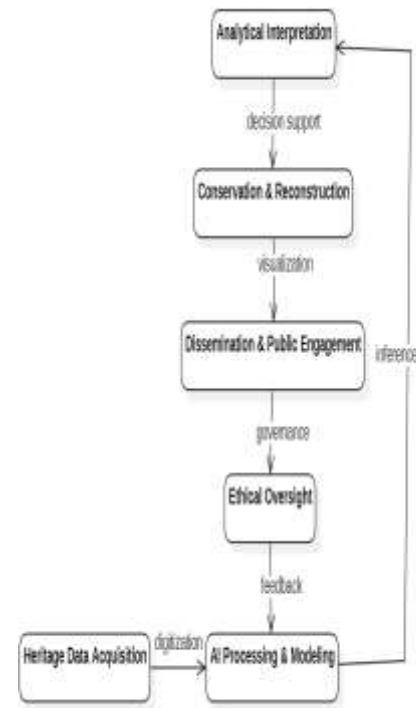 Analytical Interpretation
decision support
Conservation & Reconstruction
visualization
Dissemination & Public Engagement
inference
governance
Ethical Oversight
feedback
digitization
Heritage Data Acquisition
AI Processing & Modeling